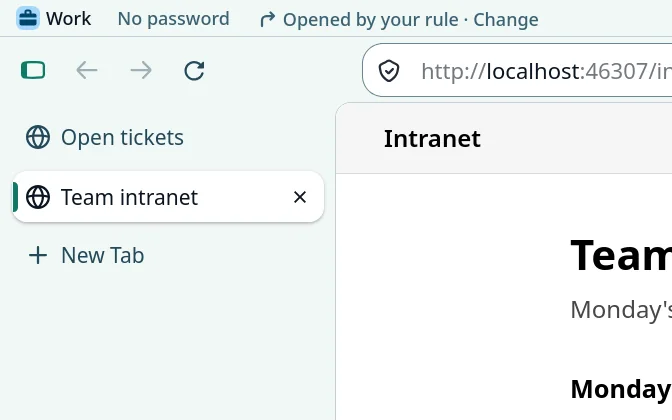 Work No password Opened by your rule · Change
http://localhost:46307/in
Open tickets
Intranet
Team intranet
New Tab
Team
Monday's
Monday